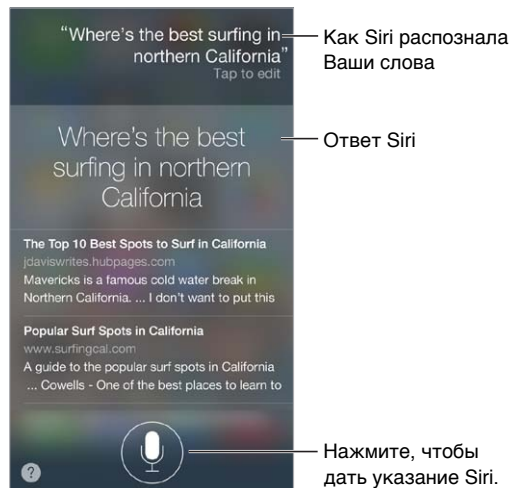 “Where's the best surfing in
northern California”
Tap to edit
Как Siri распознала
Ваши слова
Where's the best
surfing in northern
California
Ответ Siri
The Top 10 Best Spots to Surf in California
jdaviswrites.hubpages.com
Mavericks is a famous cold water break in
Northern California. ... I don't want to put this
Popular Surf Spots in California
www.surfingcal.com
A guide to the popular surf spots in California
... Cowells - One of the best places to learn to
?
Нажмите, чтобы
дать указание Siri.